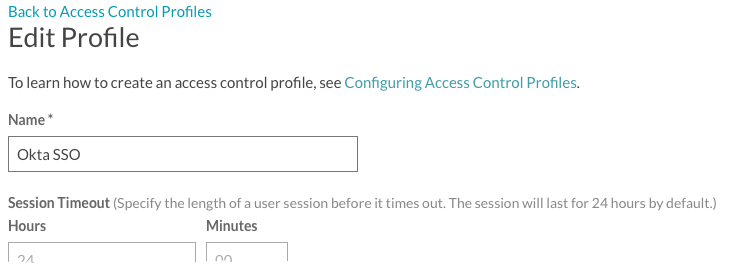 Back to Access Control Profiles
Edit Profile
To learn how to create an access control profile, see Configuring Access Control Profiles.
Name *
Okta SSO
Session Timeout (Specify the length of a user session before it times out. The session will last for 24 hours by default.)
Hours Minutes
24 00